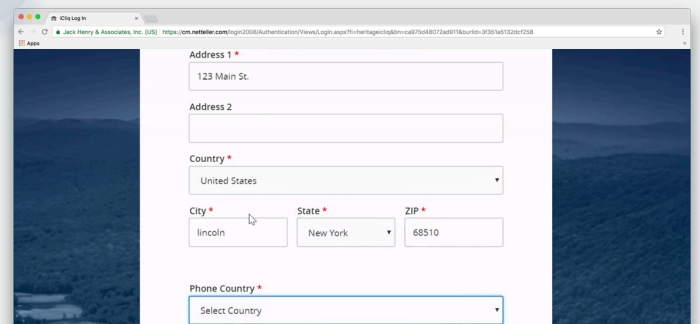 iCliq Log In
Jack Henry & Associates, Inc. [US] https://cm.netteller.com/login2008/Authentication/Views/Login.aspx?fi=heritageicliq&bn=ca975d48072ad911&burlid=3f351a5132dcf258
Apps
Address 1 *
123 Main St.
Address 2
Country *
United States
City * State * ZIP *
lincoln New York 68510
Phone Country *
Select Country